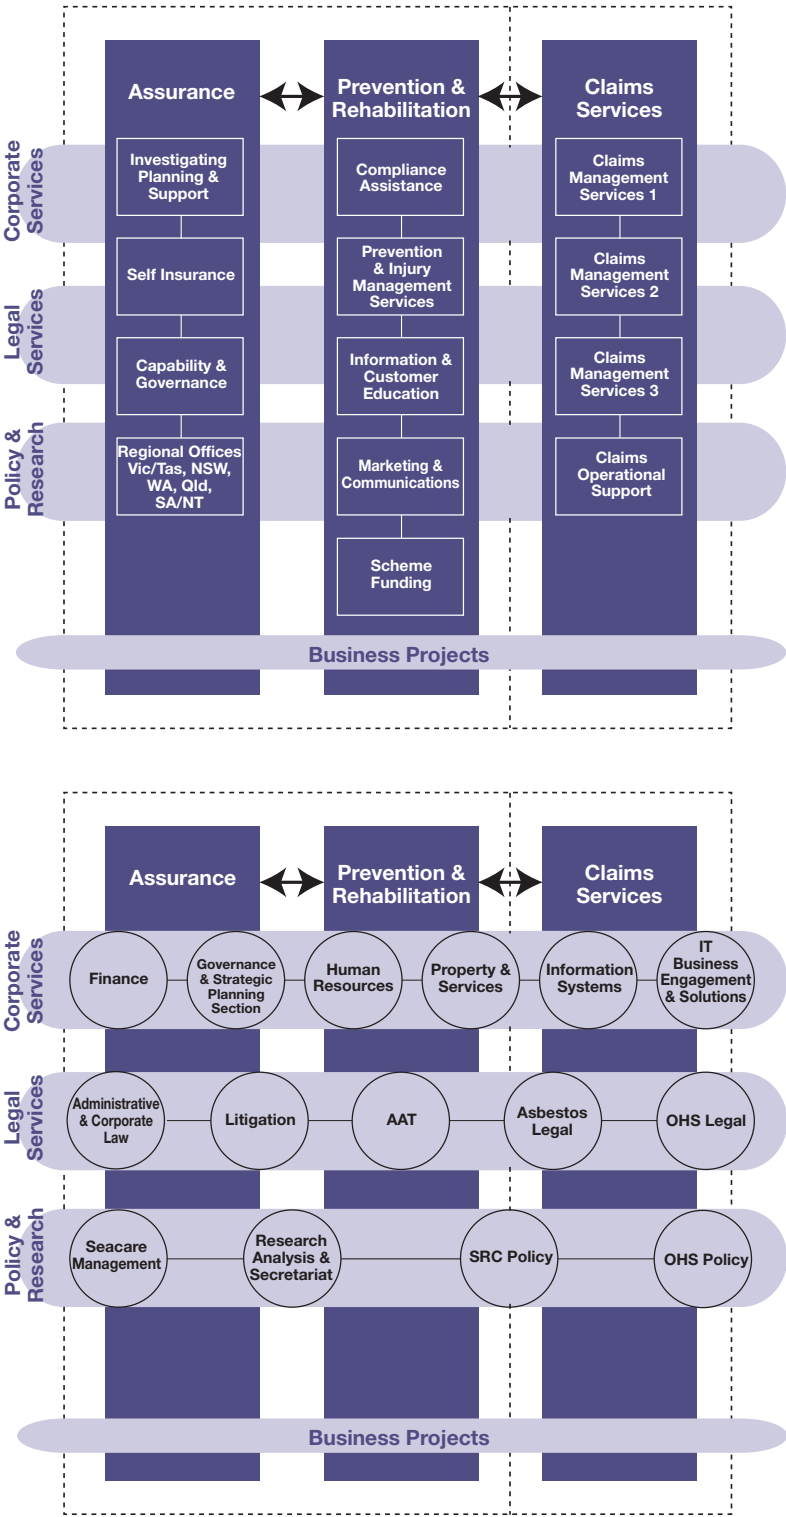 Assurance
Prevention &
Rehabilitation
Claims
Services
Corporate
Services
Investigating
Planning &
Support
Compliance
Assistance
Claims
Management
Services 1
Self Insurance
Prevention
& Injury
Management
Services
Claims
Management
Services 2
Legal
Services
Capability &
Governance
Information &
Customer
Education
Claims
Management
Services 3
Policy &
Research
Regional Offices
Vic/Tas, NSW,
WA, Qld,
SA/NT
Marketing &
Communications
Claims
Operational
Support
Scheme
Funding
Business Projects
Assurance
Prevention &
Rehabilitation
Claims
Services
Corporate
Services
Finance
Governance
& Strategic
Planning
Section
Human
Resources
Property &
Services
Information
Systems
IT
Business
Engagement
& Solutions
Legal
Services
Administrative
& Corporate
Law
Litigation
AAT
Asbestos
Legal
OHS Legal
Policy &
Research
Seacare
Management
Research
Analysis &
Secretariat
SRC Policy
OHS Policy
Business Projects